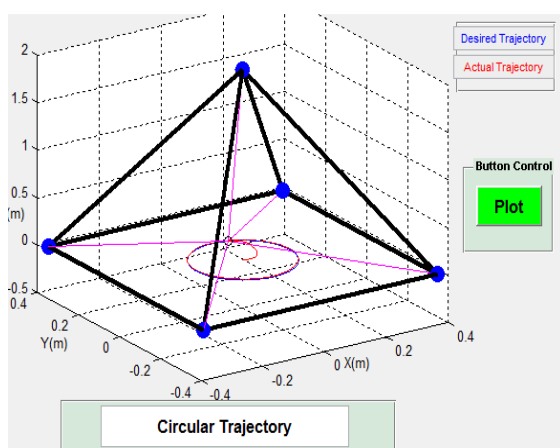 Desired Trajectory
Actual Trajectory
Button Control
Plot
2
1.5
1
0.5
0
-0.5
(m)
0.4
0.2
0
-0.2
-0.4
Y(m)
-0.4
-0.2
0
0.2
0.4
X(m)
Circular Trajectory